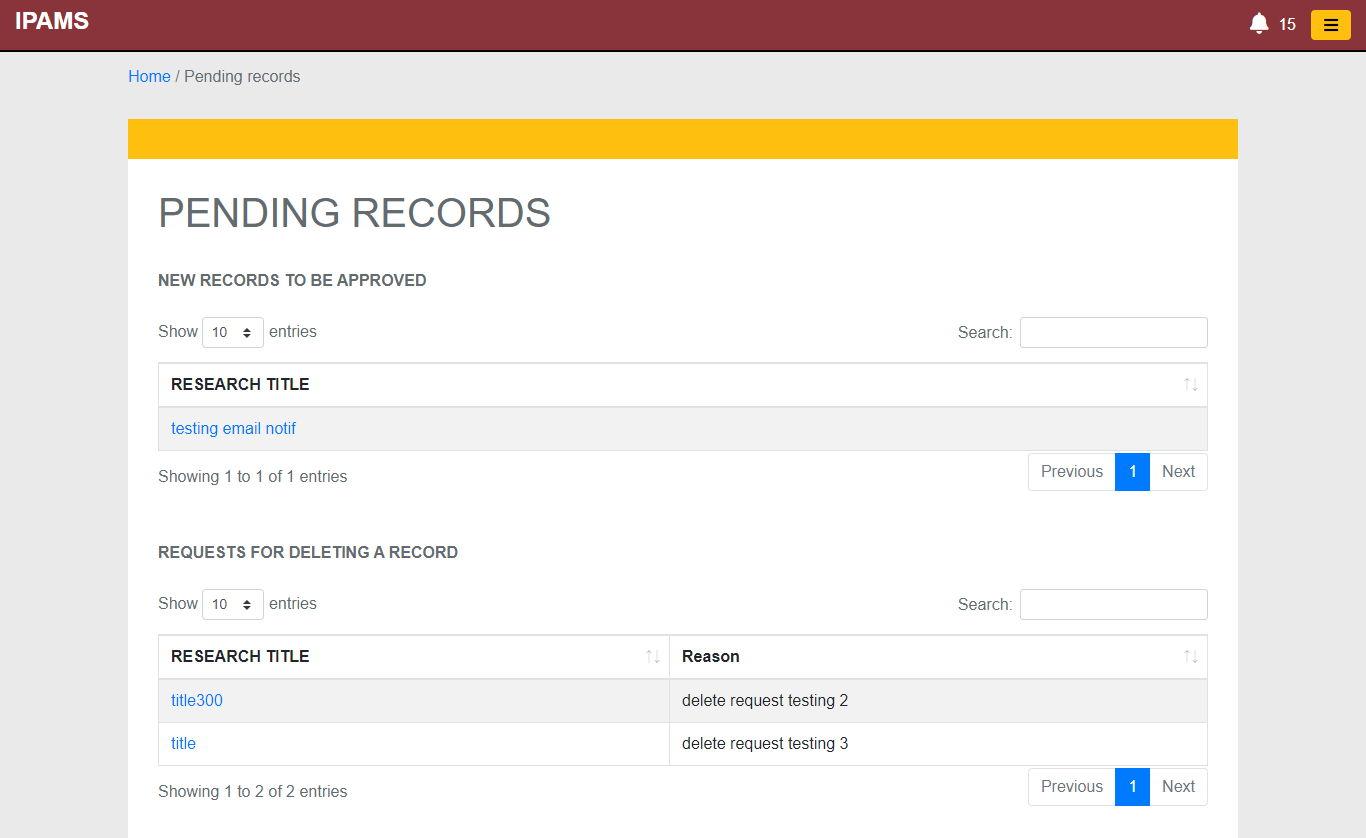 IPAMS
15
Home / Pending records
PENDING RECORDS
NEW RECORDS TO BE APPROVED
Show 10 entries
Search:
RESEARCH TITLE
testing email notif
Showing 1 to 1 of 1 entries
Previous 1 Next
REQUESTS FOR DELETING A RECORD
Show 10 entries
Search:
RESEARCH TITLE Reason
title300 delete request testing 2
title delete request testing 3
Showing 1 to 2 of 2 entries
Previous 1 Next